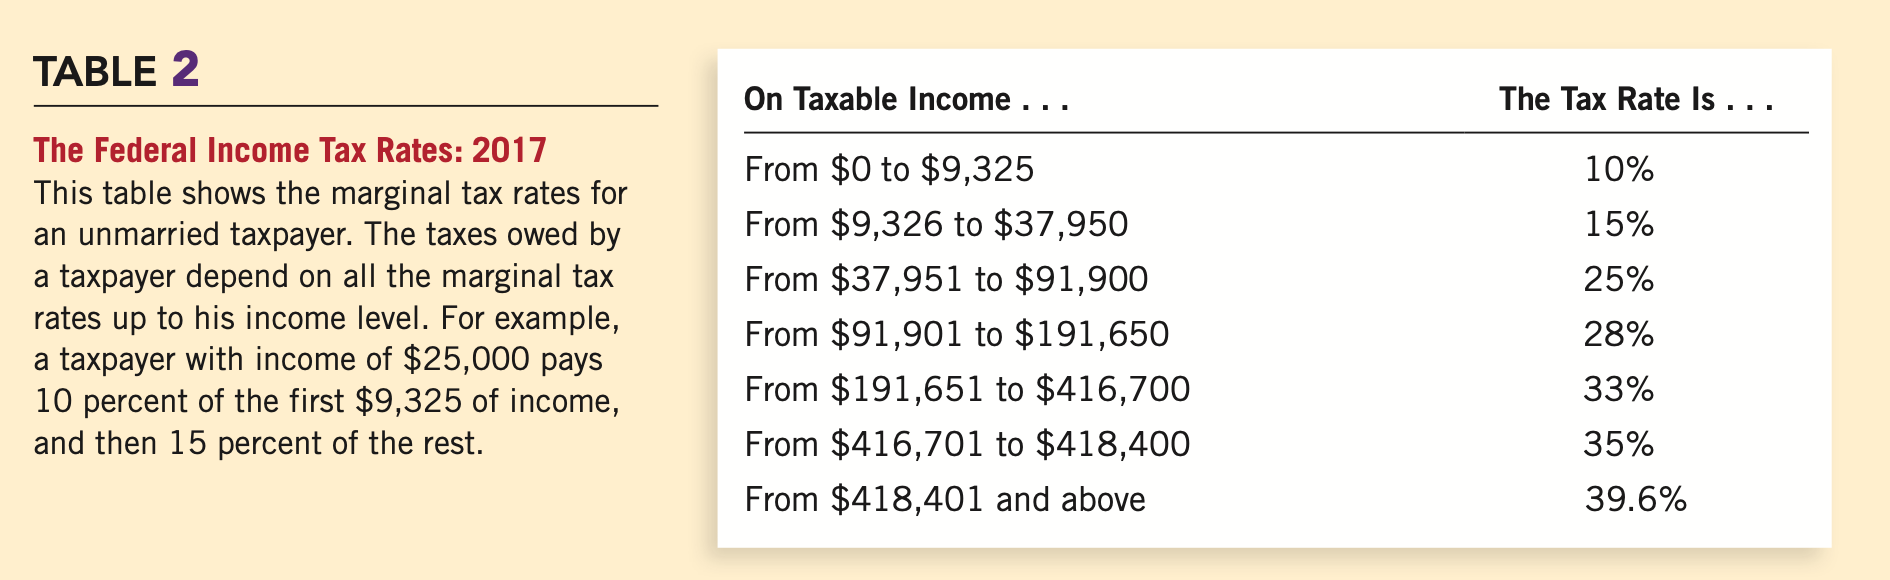 TABLE 2
The Federal Income Tax Rates: 2017
This table shows the marginal tax rates for
an unmarried taxpayer. The taxes owed by
a taxpayer depend on all the marginal tax
rates up to his income level. For example,
a taxpayer with income of $25,000 pays
10 percent of the first $9,325 of income,
and then 15 percent of the rest.
On Taxable Income . . . The Tax Rate Is . . .
From $0 to $9,325 10%
From $9,326 to $37,950 15%
From $37,951 to $91,900 25%
From $91,901 to $191,650 28%
From $191,651 to $416,700 33%
From $416,701 to $418,400 35%
From $418,401 and above 39.6%